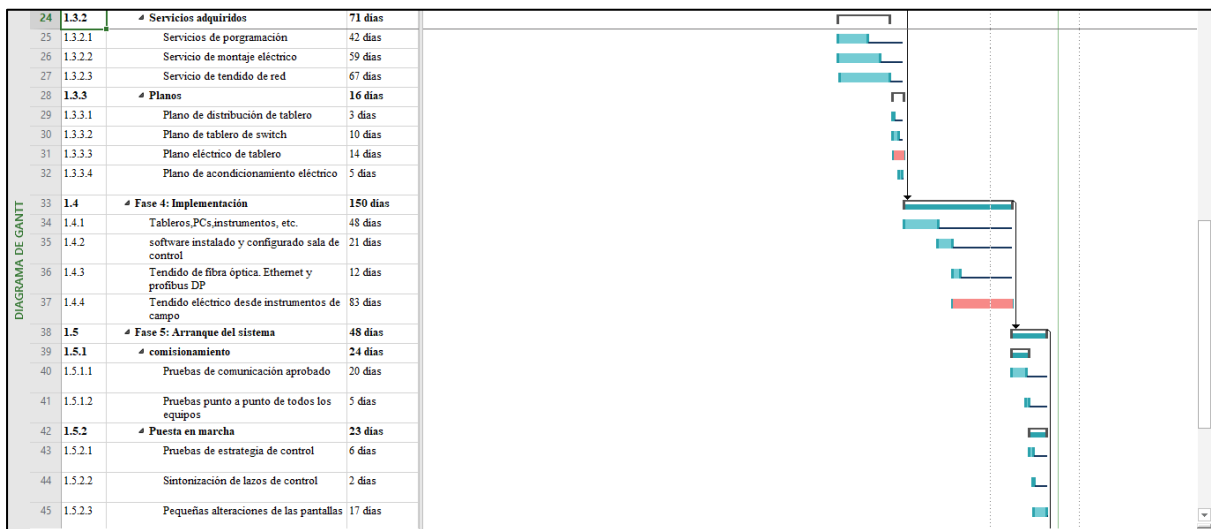 DIAGRAMA DE GANTT
24 1.3.2 Servicios adquiridos 71 días
25 1.3.2.1 Servicios de porgramación 42 días
26 1.3.2.2 Servicio de montaje eléctrico 59 días
27 1.3.2.3 Servicio de tendido de red 67 días
28 1.3.3 Planos 16 días
29 1.3.3.1 Plano de distribución de tablero 3 días
30 1.3.3.2 Plano de tablero de switch 10 días
31 1.3.3.3 Plano eléctrico de tablero 14 días
32 1.3.3.4 Plano de acondicionamiento eléctrico 5 días
33 1.4 Fase 4: Implementación 150 días
34 1.4.1 Tableros,PCs,instrumentos, etc. 48 días
35 1.4.2 software instalado y configurado sala de 21 días
control
36 1.4.3 Tendido de fibra óptica. Ethernet y 12 días
profibus DP
37 1.4.4 Tendido eléctrico desde instrumentos de 83 días
campo
38 1.5 Fase 5: Arranque del sistema 48 días
39 1.5.1 comisionamiento 24 días
40 1.5.1.1 Pruebas de comunicación aprobado 20 días
41 1.5.1.2 Pruebas punto a punto de todos los 5 días
equipos
42 1.5.2 Puesta en marcha 23 días
43 1.5.2.1 Pruebas de estrategia de control 6 días
44 1.5.2.2 Sintonización de lazos de control 2 días
45 1.5.2.3 Pequeñas alteraciones de las pantallas 17 días